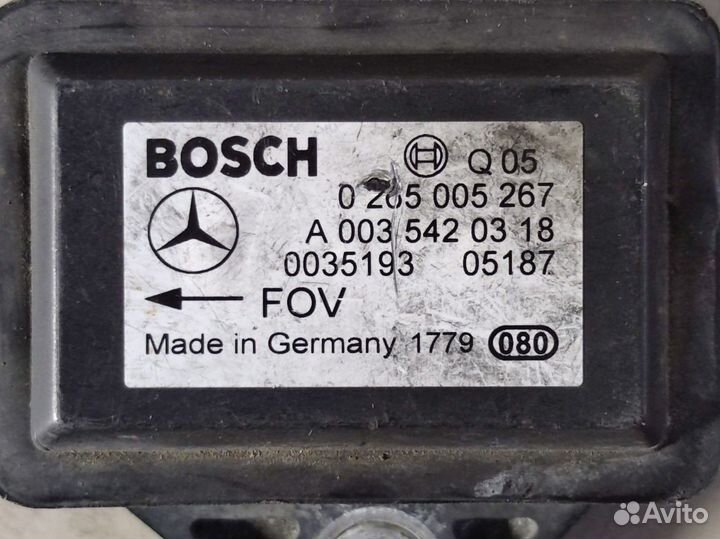 BOSCH Q 05
0 265 005 267
A 003 542 03 18
0035193 05187
FOV
Made in Germany 1779 080
Avito